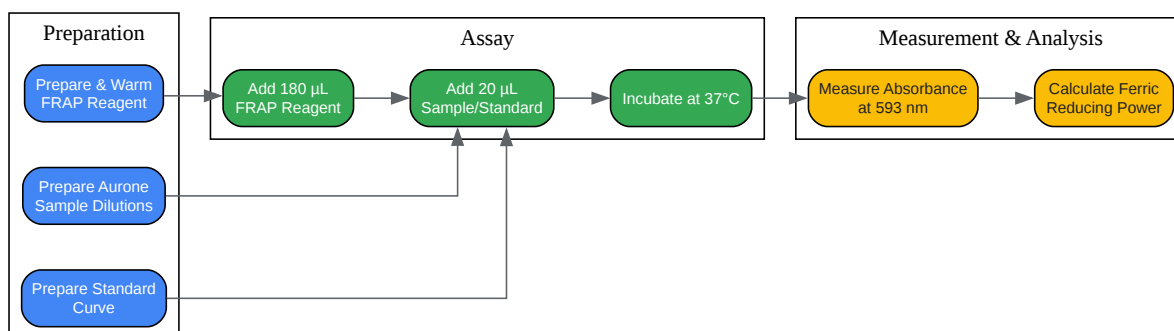 Preparation
Prepare & Warm
FRAP Reagent
Prepare Aurone
Sample Dilutions
Prepare Standard
Curve
Assay
Add 180 µL
FRAP Reagent
Add 20 µL
Sample/Standard
Incubate at 37°C
Measurement & Analysis
Measure Absorbance
at 593 nm
Calculate Ferric
Reducing Power